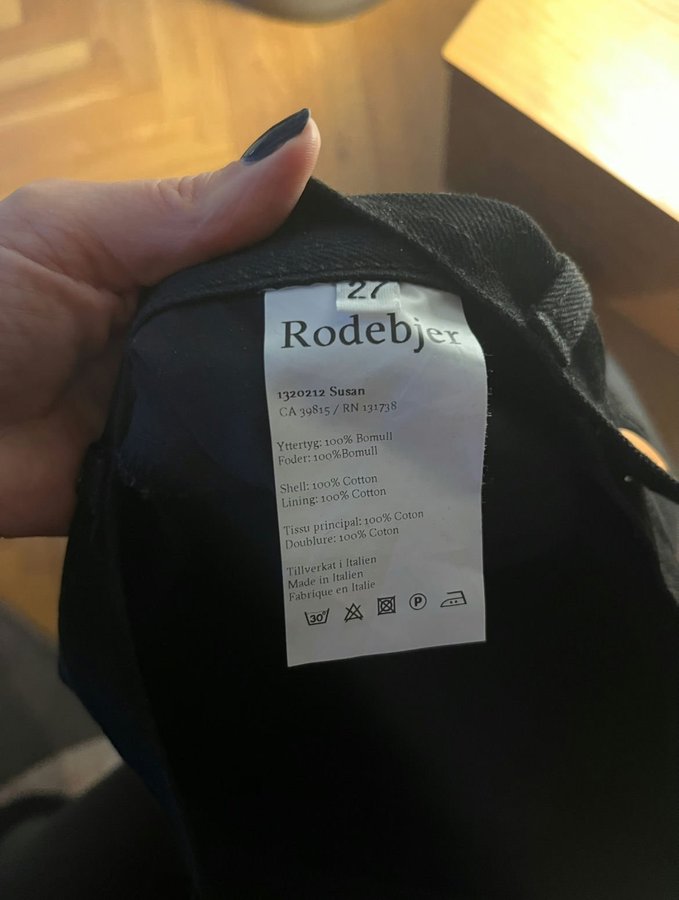 27
Rodebjer
1320212 Susan
CA 39815 / RN 131738
Yttertyg: 100% Bomull
Foder: 100%Bomull
Shell: 100% Cotton
Lining: 100% Cotton
Tissu principal: 100% Coton
Doublure: 100% Coton
Tillverkat i Italien
Made in Italien
Fabrique en Italie
30° P